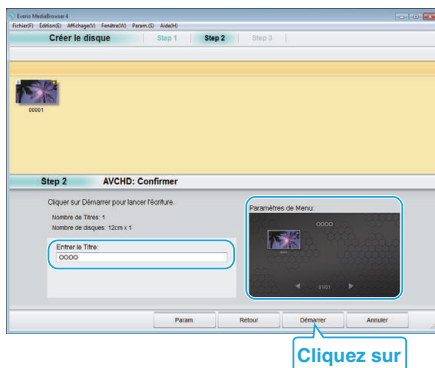 Everio MediaBrowser 4
Fichier(F) Edition(E) Affichage(V) Fenêtre(W) Param.(S) Aide(H)
Créer le disque Step 1 Step 2 Step 3
00001
Step 2 AVCHD: Confirmer
Cliquer sur Démarrer pour lancer l'écriture.
Nombre de Titres: 1
Nombre de disques: 12cm x 1
Entrer le Titre:
OOOO
Paramètres de Menu:
OOOO
01/01
Param Retour Démarrer Annuler
Cliquez sur